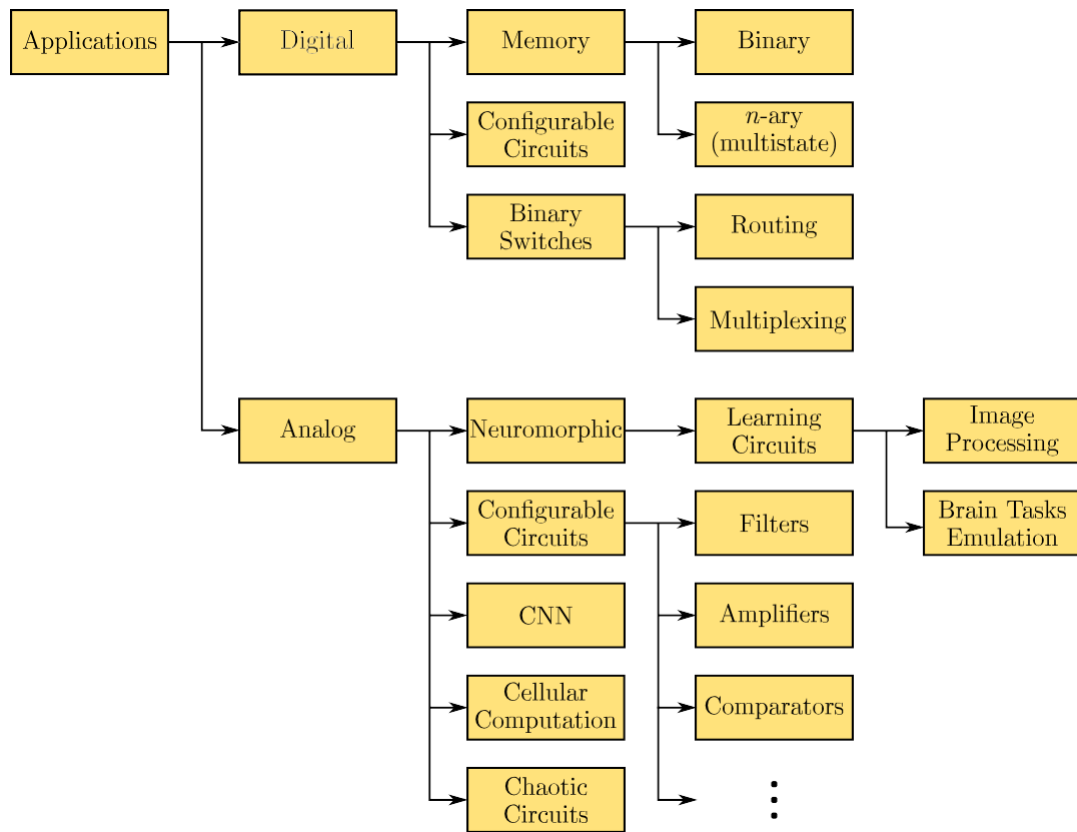 Applications
Digital
Memory
Binary
Configurable
Circuits
n-ary
(multistate)
Binary
Switches
Routing
Multiplexing
Analog
Neuromorphic
Learning
Circuits
Image
Processing
Configurable
Circuits
Filters
Brain Tasks
Emulation
CNN
Amplifiers
Cellular
Computation
Comparators
Chaotic
Circuits
⋮